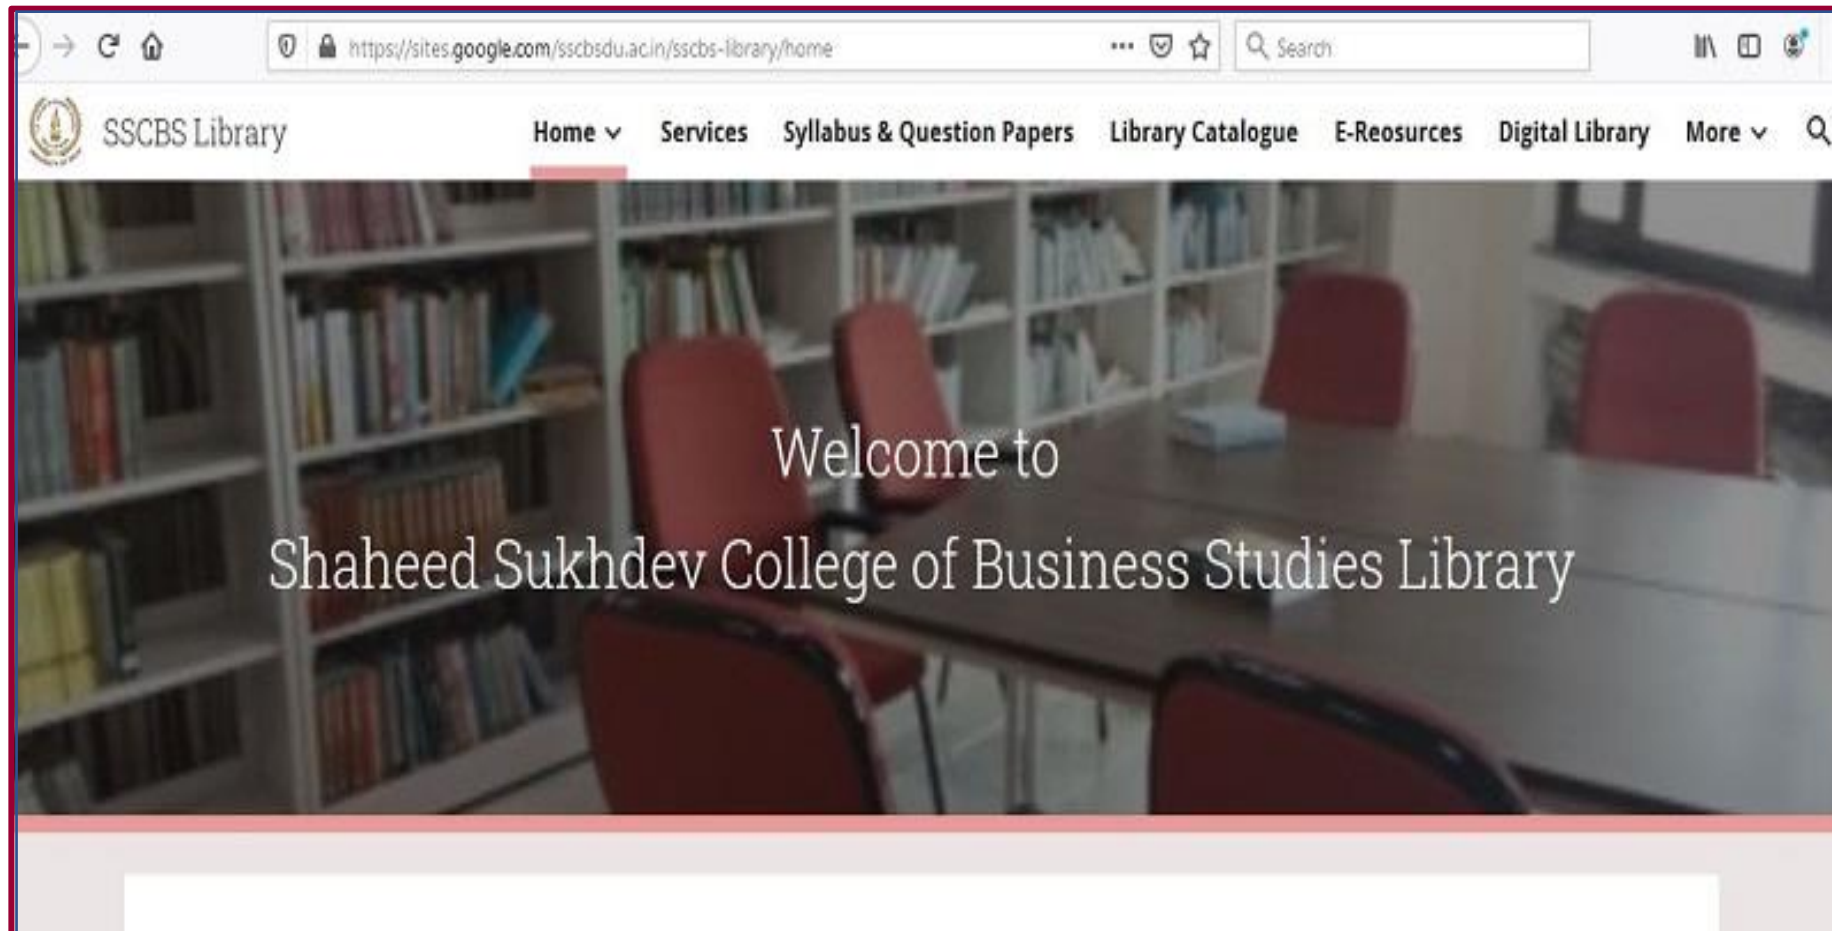 https://sites.google.com/sscbsdu.ac.in/sscbs-library/home
Search
SSCBS Library
Home
Services
Syllabus & Question Papers
Library Catalogue
E-Reosurces
Digital Library
More
Welcome to
Shaheed Sukhdev College of Business Studies Library